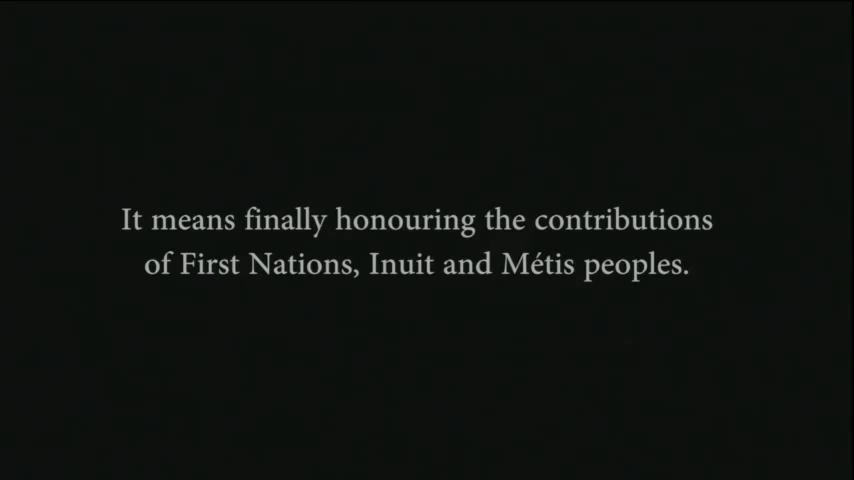 It means finally honouring the contributions
of First Nations, Inuit and Métis peoples.